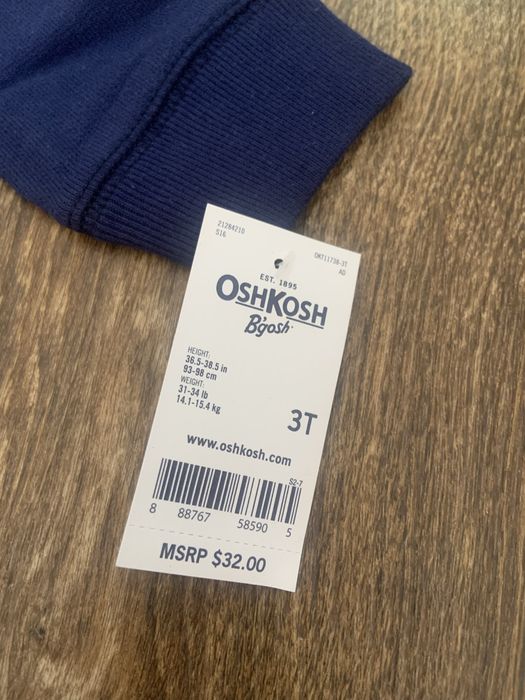 21284210
S16
OKT11738-3T
AO
EST. 1895
OSHKOSH
B'gosh
HEIGHT:
36.5-38.5 in
93-98 cm
WEIGHT:
31-34 lb
14.1-15.4 kg
3T
www.oshkosh.com
S2-7
8 88767 58590 5
MSRP $32.00